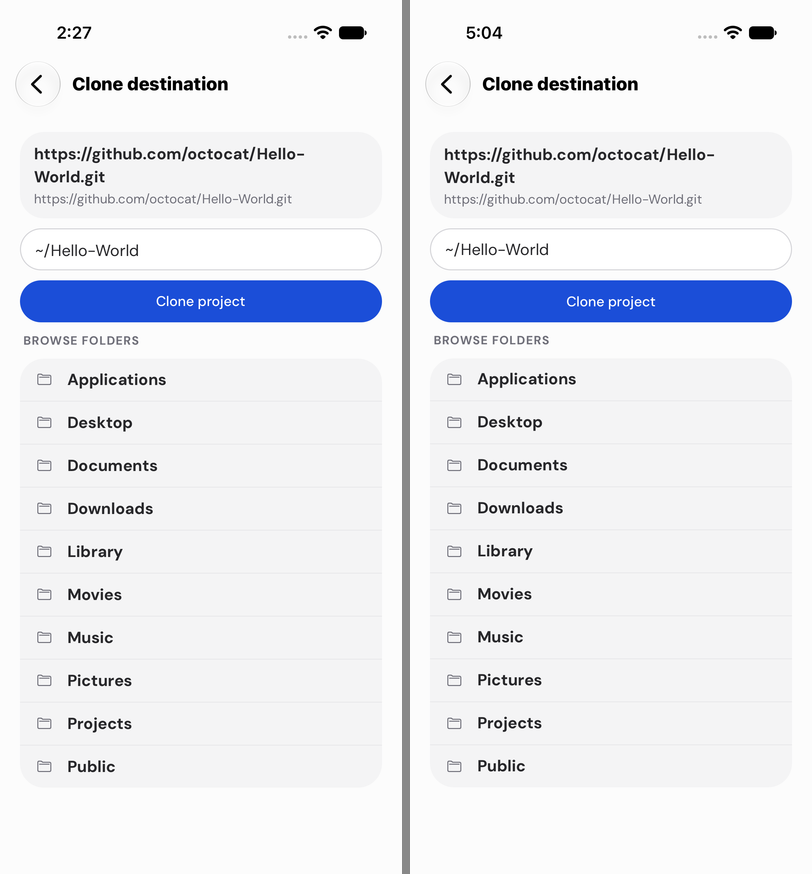 2:27
Clone destination
https://github.com/octocat/Hello-
World.git
https://github.com/octocat/Hello-World.git
~/Hello-World
Clone project
BROWSE FOLDERS
Applications
Desktop
Documents
Downloads
Library
Movies
Music
Pictures
Projects
Public
5:04
Clone destination
https://github.com/octocat/Hello-
World.git
https://github.com/octocat/Hello-World.git
~/Hello-World
Clone project
BROWSE FOLDERS
Applications
Desktop
Documents
Downloads
Library
Movies
Music
Pictures
Projects
Public